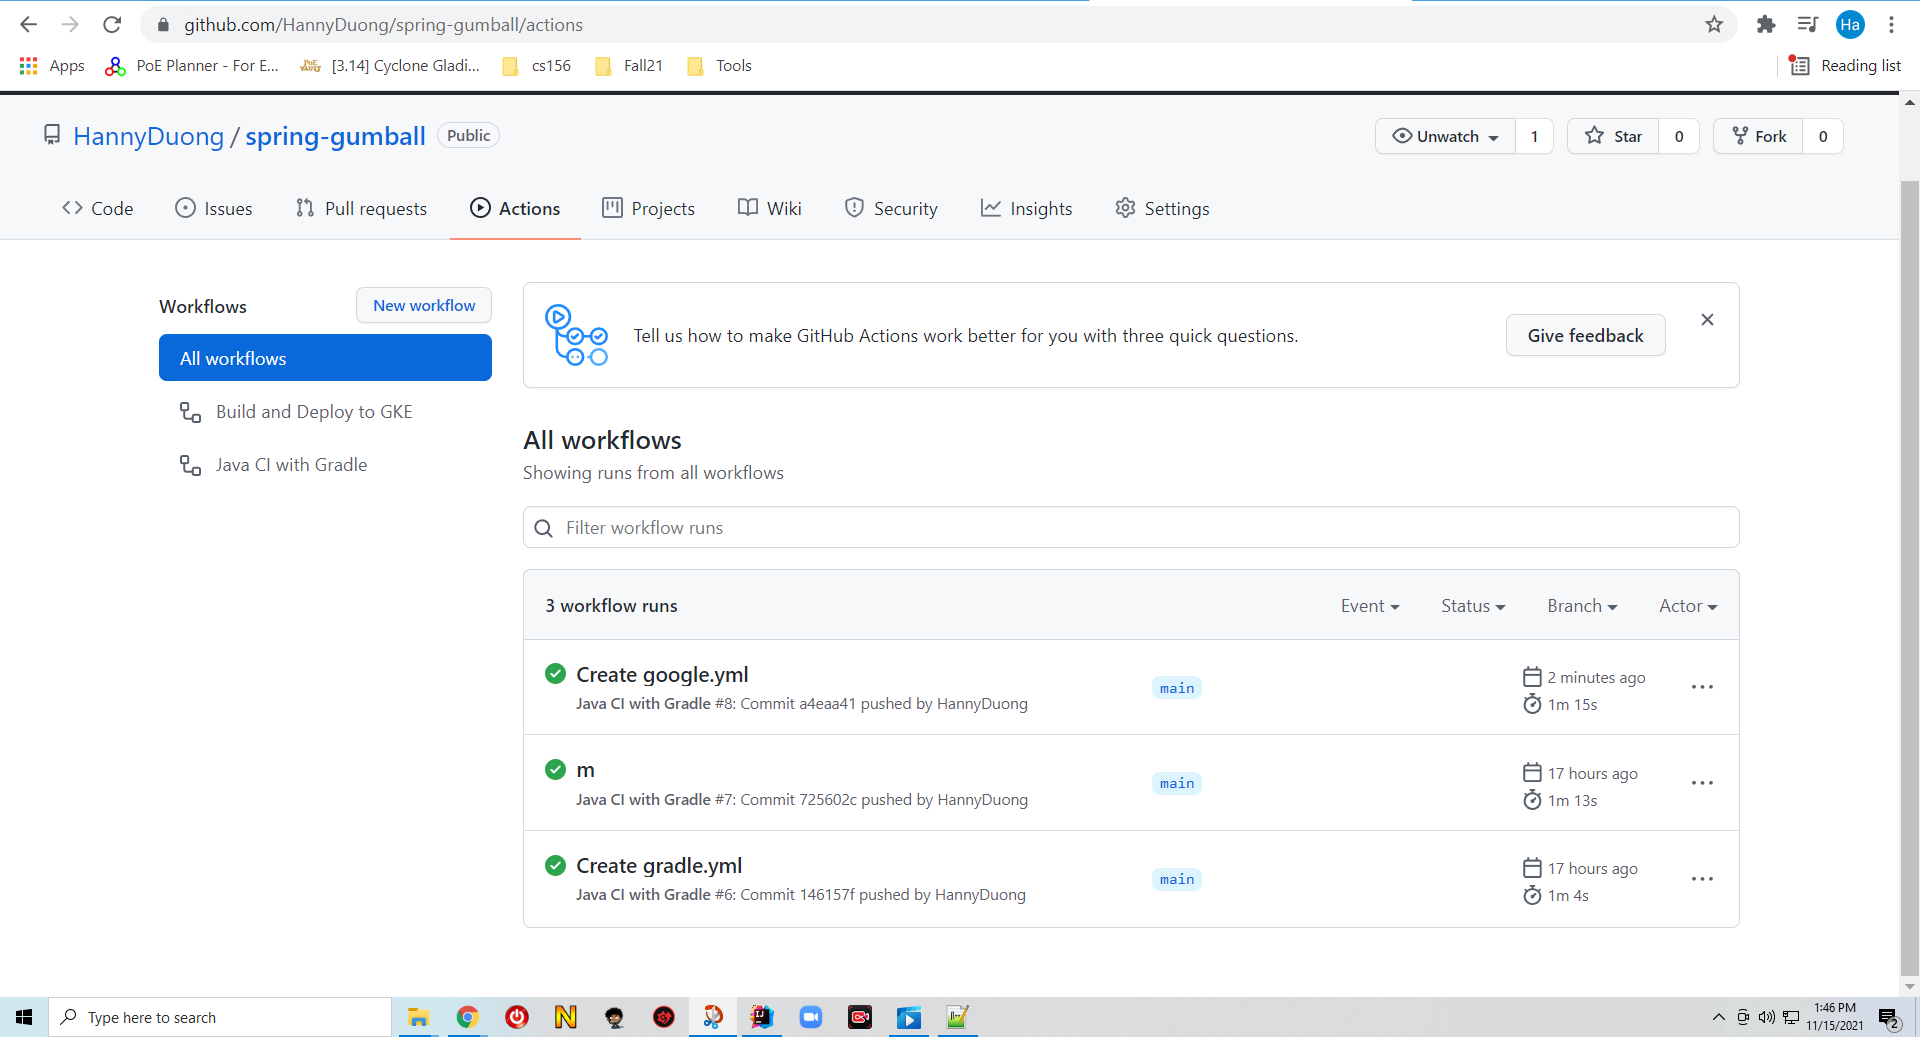 github.com/HannyDuong/spring-gumball/actions
Ha
Apps
PoE Planner - For E...
[3.14] Cyclone Gladi...
cs156
Fall21
Tools
Reading list
HannyDuong / spring-gumball Public
Unwatch 1
Star 0
Fork 0
Code
Issues
Pull requests
Actions
Projects
Wiki
Security
Insights
Settings
Workflows
New workflow
All workflows
Build and Deploy to GKE
Java CI with Gradle
Tell us how to make GitHub Actions work better for you with three quick questions.
Give feedback
All workflows
Showing runs from all workflows
Filter workflow runs
3 workflow runs
Event
Status
Branch
Actor
Create google.yml
Java CI with Gradle #8: Commit a4eaa41 pushed by HannyDuong
main
2 minutes ago
1m 15s
m
Java CI with Gradle #7: Commit 725602c pushed by HannyDuong
main
17 hours ago
1m 13s
Create gradle.yml
Java CI with Gradle #6: Commit 146157f pushed by HannyDuong
main
17 hours ago
1m 4s
Type here to search
1:46 PM
11/15/2021
2